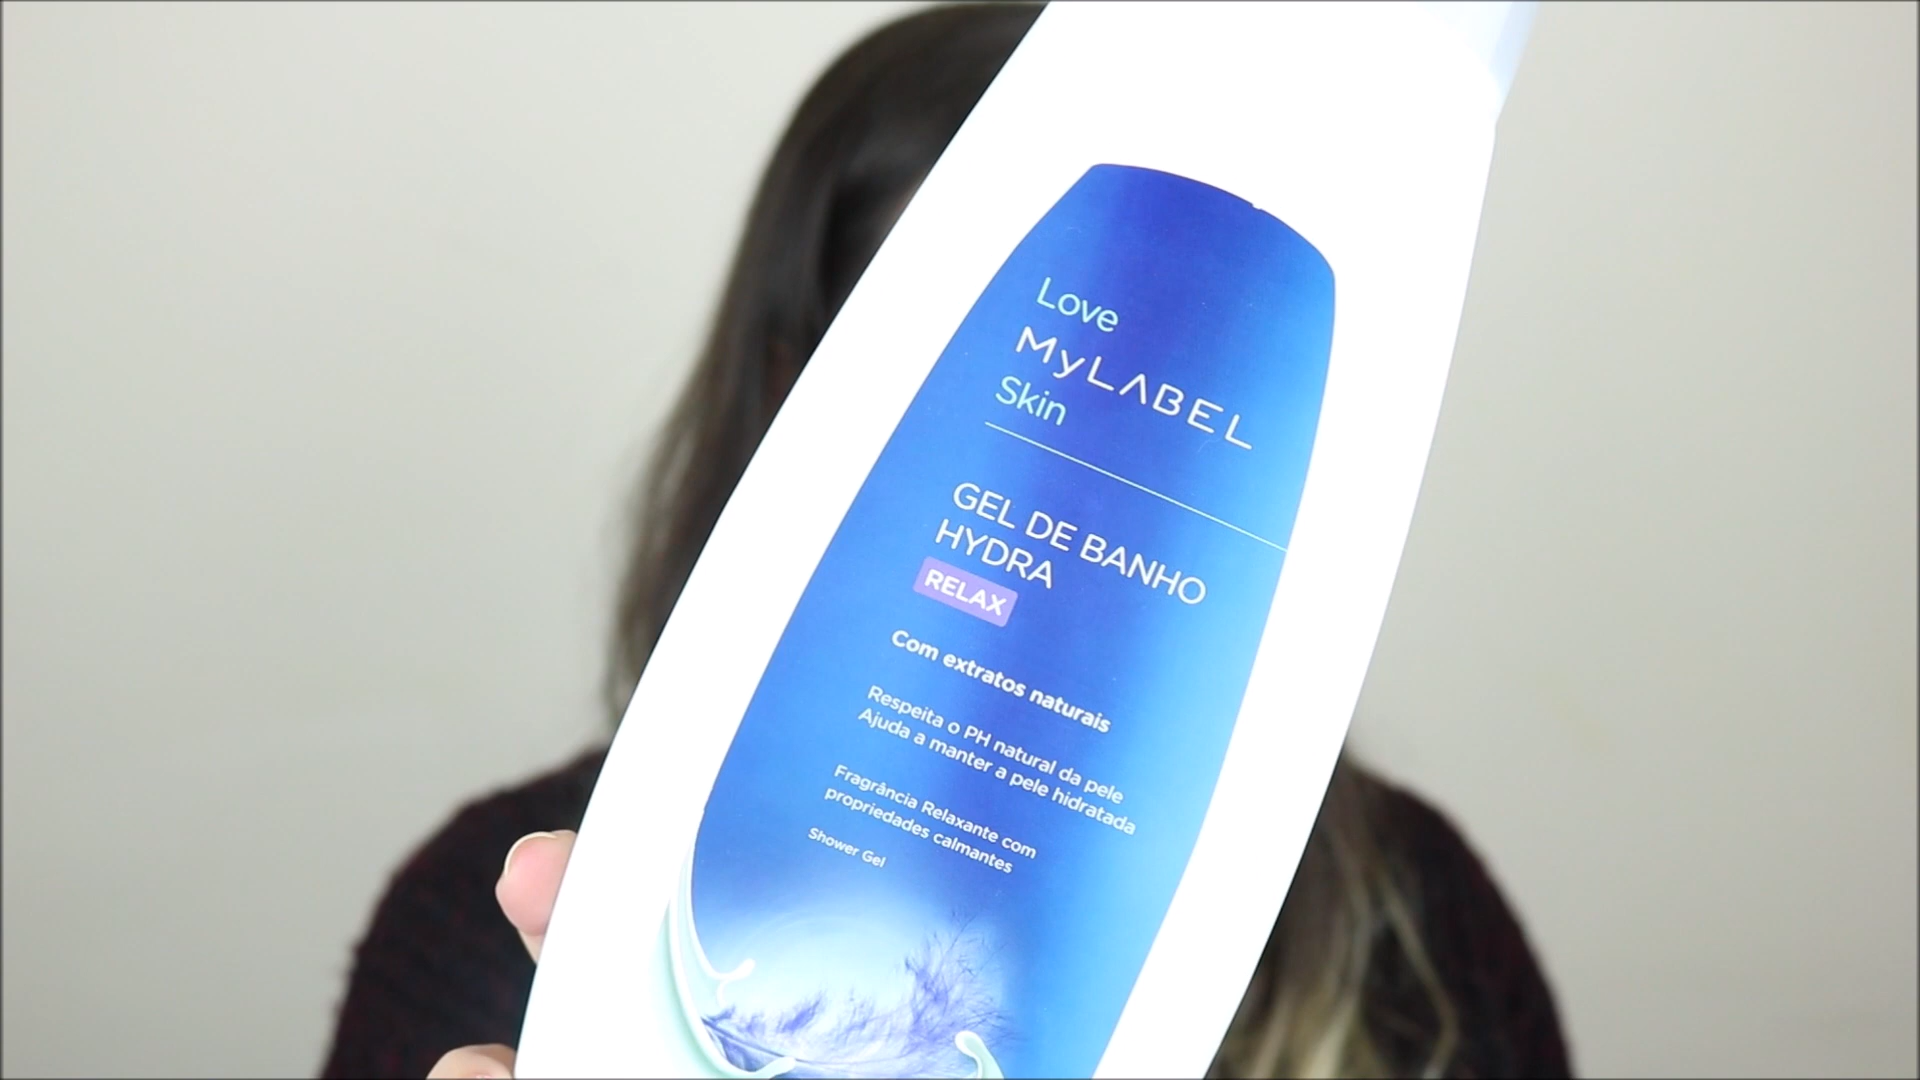 Love
MyLABEL
Skin
GEL DE BANHO
HYDRA
RELAX
Com extratos naturais
Respeita o PH natural da pele
Ajuda a manter a pele hidratada
Fragrância Relaxante com
propriedades calmantes
Shower Gel